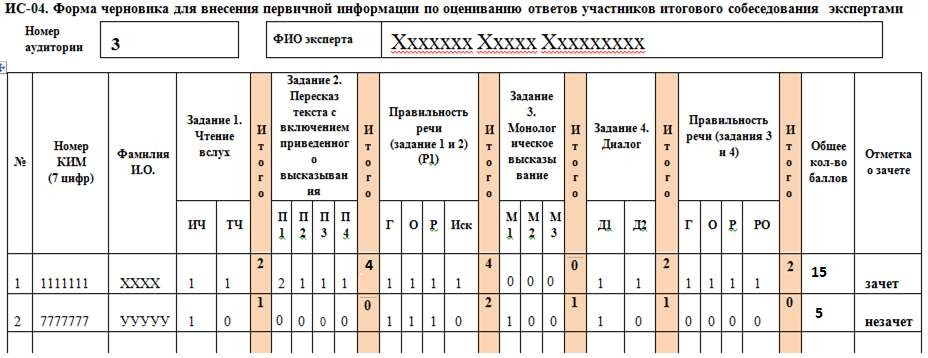 ИС-04. Форма черновика для внесения первичной информации по оцениванию ответов участников итогового собеседования экспертами
Номер аудитории 3 ФИО эксперта Xxxxxxx Xxxxx Xxxxxxxxx
№ Номер КИМ (7 цифр) Фамилия И.О. Задание 1. Чтение вслух Итого Задание 2. Пересказ текста с включением приведенного высказывания Итого Правильность речи (задание 1 и 2) (Р1) Итого Задание 3. Монологическое высказывание Итого Задание 4. Диалог Итого Правильность речи (задания 3 и 4) Итого Общее кол-во баллов Отметка о зачете
ИЧ ТЧ П1 П2 П3 П4 Г О Р Иск М1 М2 М3 Д1 Д2 Г О Р РО
1 1111111 ХХХХ 1 1 2 2 1 1 1 4 1 1 1 1 4 0 0 0 0 1 1 2 1 1 1 1 2 15 зачет
2 7777777 УУУУУ 1 0 1 0 0 0 0 0 1 1 1 0 2 1 0 0 1 1 0 1 0 0 0 0 0 5 незачет